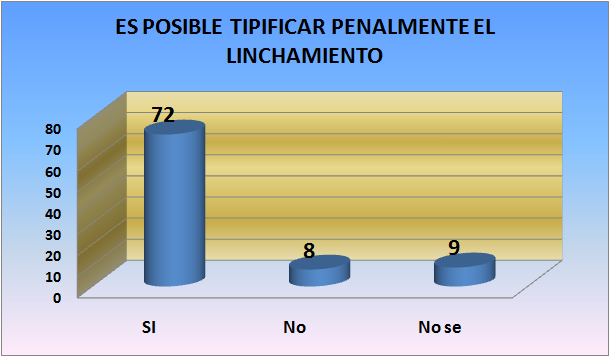 ES POSIBLE TIPIFICAR PENALMENTE EL
LINCHAMIENTO
80
70
60
50
40
30
20
10
0
72
8
9
SI
No
No se